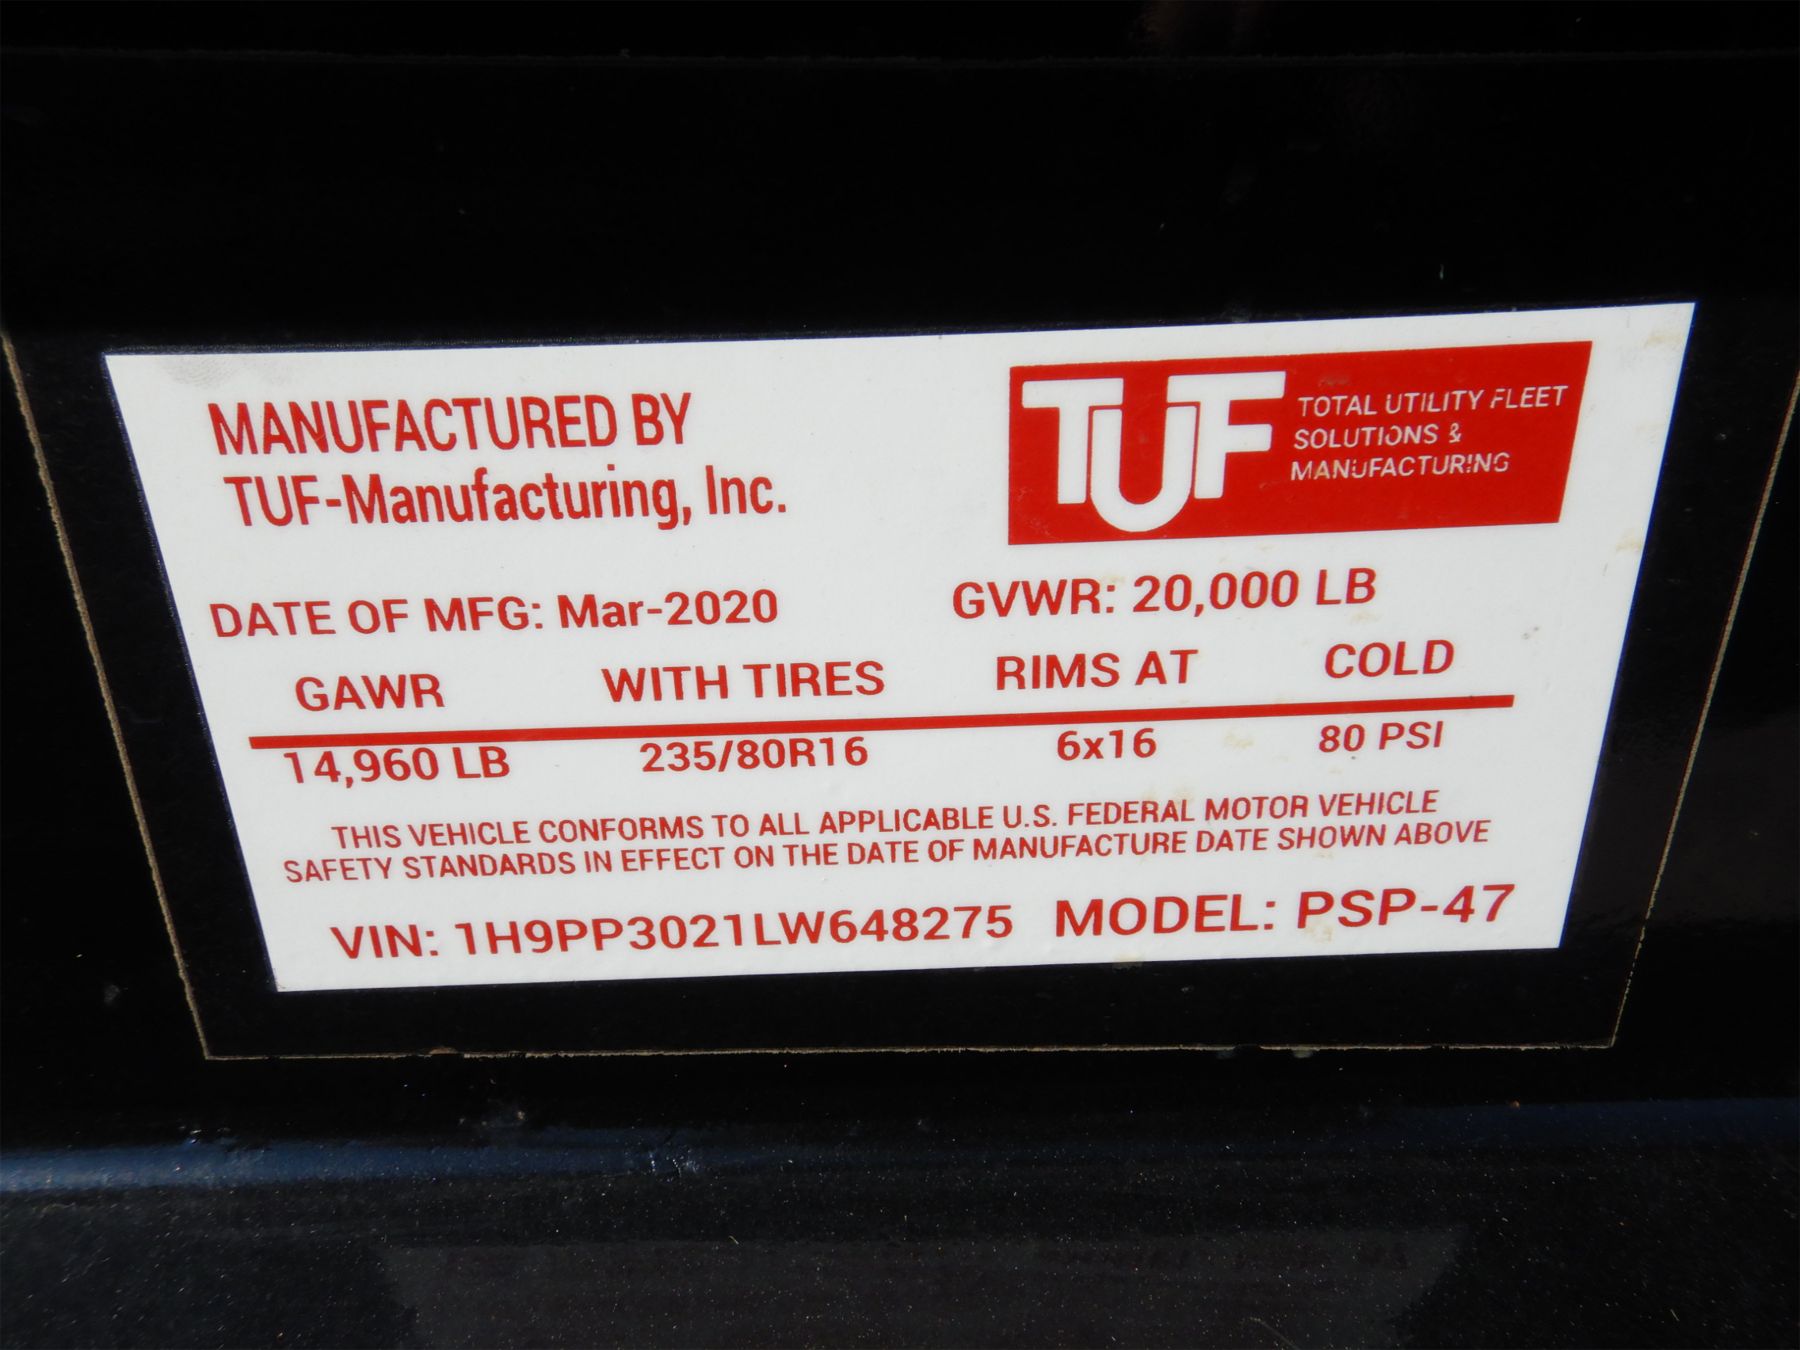 MANUFACTURED BY
TUF-Manufacturing, Inc.
TUF
TOTAL UTILITY FLEET
SOLUTIONS &
MANUFACTURING
DATE OF MFG: Mar-2020 GVWR: 20,000 LB
GAWR WITH TIRES RIMS AT COLD
14,960 LB 235/80R16 6x16 80 PSI
THIS VEHICLE CONFORMS TO ALL APPLICABLE U.S. FEDERAL MOTOR VEHICLE
SAFETY STANDARDS IN EFFECT ON THE DATE OF MANUFACTURE DATE SHOWN ABOVE
VIN: 1H9PP3021LW648275 MODEL: PSP-47